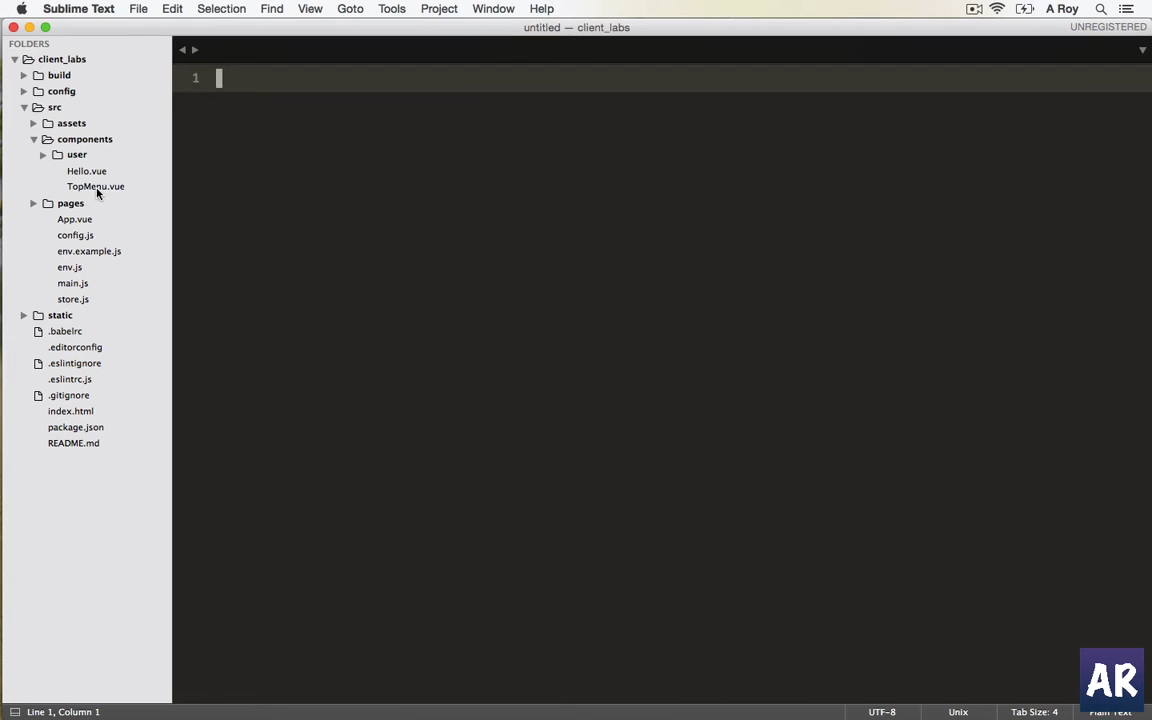 Sublime Text File Edit Selection Find View Goto Tools Project Window Help A Roy
untitled — client_labs UNREGISTERED
FOLDERS
client_labs
build
config
src
assets
components
user
Hello.vue
TopMenu.vue
pages
App.vue
config.js
env.example.js
env.js
main.js
store.js
static
.babelrc
.editorconfig
.eslintignore
.eslintrc.js
.gitignore
index.html
package.json
README.md
1
AR
Line 1, Column 1 UTF-8 Unix Tab Size: 4 Plain Text